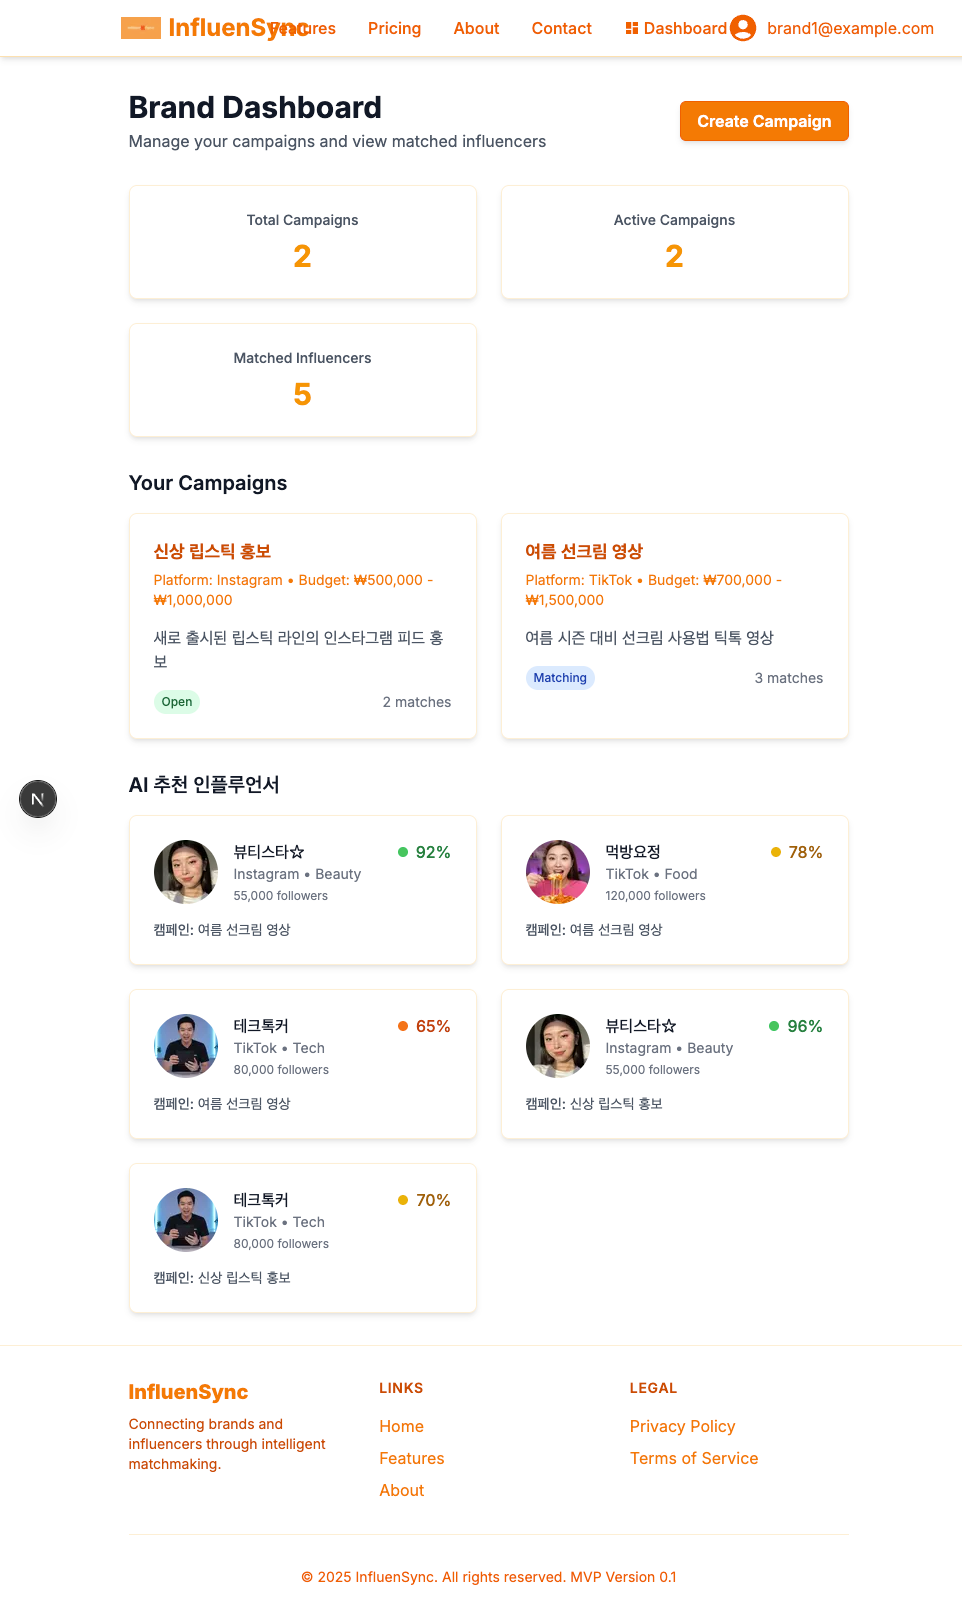 InfluenSync
Features
Pricing
About
Contact
Dashboard
brand1@example.com
Brand Dashboard
Manage your campaigns and view matched influencers
Create Campaign
Total Campaigns
2
Active Campaigns
2
Matched Influencers
5
Your Campaigns
신상 립스틱 홍보
Platform: Instagram • Budget: ₩500,000 -
₩1,000,000
새로 출시된 립스틱 라인의 인스타그램 피드 홍
보
Open
2 matches
여름 선크림 영상
Platform: TikTok • Budget: ₩700,000 -
₩1,500,000
여름 시즌 대비 선크림 사용법 틱톡 영상
Matching
3 matches
AI 추천 인플루언서
뷰티스타☆
92%
Instagram • Beauty
55,000 followers
캠페인: 여름 선크림 영상
먹방요정
78%
TikTok • Food
120,000 followers
캠페인: 여름 선크림 영상
테크톡커
65%
TikTok • Tech
80,000 followers
캠페인: 여름 선크림 영상
뷰티스타☆
96%
Instagram • Beauty
55,000 followers
캠페인: 신상 립스틱 홍보
테크톡커
70%
TikTok • Tech
80,000 followers
캠페인: 신상 립스틱 홍보
N
InfluenSync
Connecting brands and
influencers through intelligent
matchmaking.
LINKS
Home
Features
About
LEGAL
Privacy Policy
Terms of Service
© 2025 InfluenSync. All rights reserved. MVP Version 0.1